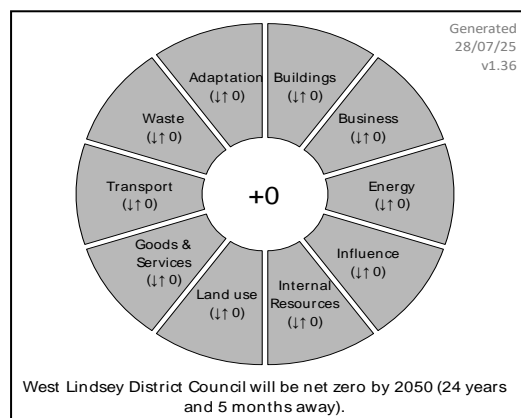 Generated
28/07/25
v1.36
Adaptation
(↓↑ 0)
Buildings
(↓↑ 0)
Business
(↓↑ 0)
Energy
(↓↑ 0)
Influence
(↓↑ 0)
Internal
Resources
(↓↑ 0)
Land use
(↓↑ 0)
Goods &
Services
(↓↑ 0)
Transport
(↓↑ 0)
Waste
(↓↑ 0)
+0
West Lindsey District Council will be net zero by 2050 (24 years
and 5 months away).